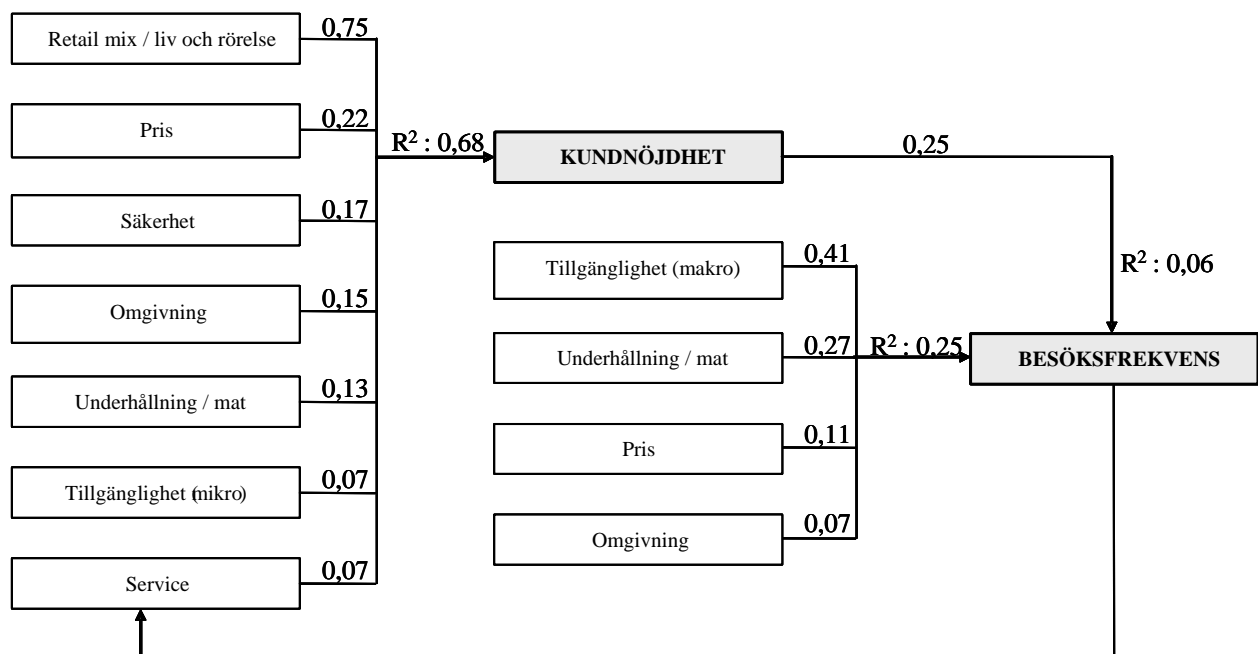 Retail mix / liv och rörelse
0,75
Pris
0,22
Säkerhet
0,17
Omgivning
0,15
Underhållning / mat
0,13
Tillgänglighet (mikro)
0,07
Service
0,07
R² : 0,68
KUNDNÖJDHET
0,25
R² : 0,06
Tillgänglighet (makro)
0,41
Underhållning / mat
0,27
Pris
0,11
Omgivning
0,07
R² : 0,25
BESÖKSFREKVENS